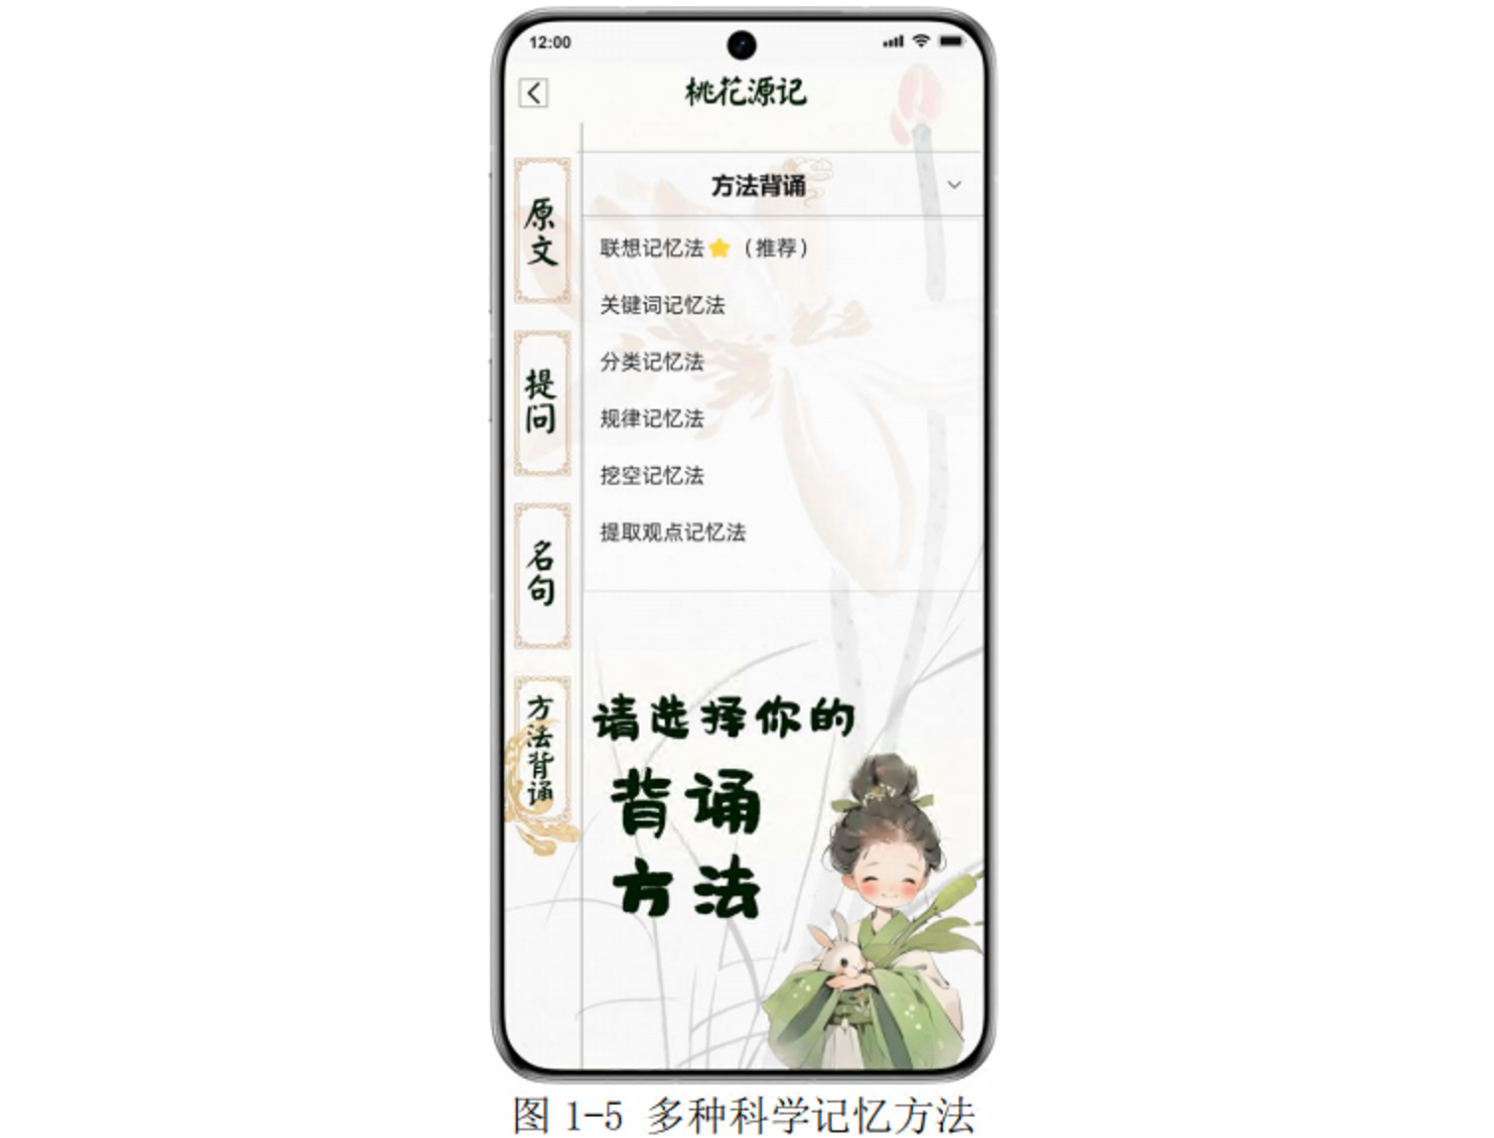 12:00
桃花源记
原文
提问
名句
方法背诵
方法背诵
联想记忆法⭐（推荐）
关键词记忆法
分类记忆法
规律记忆法
挖空记忆法
提取观点记忆法
请选择你的
背诵
方法
图 1-5 多种科学记忆方法